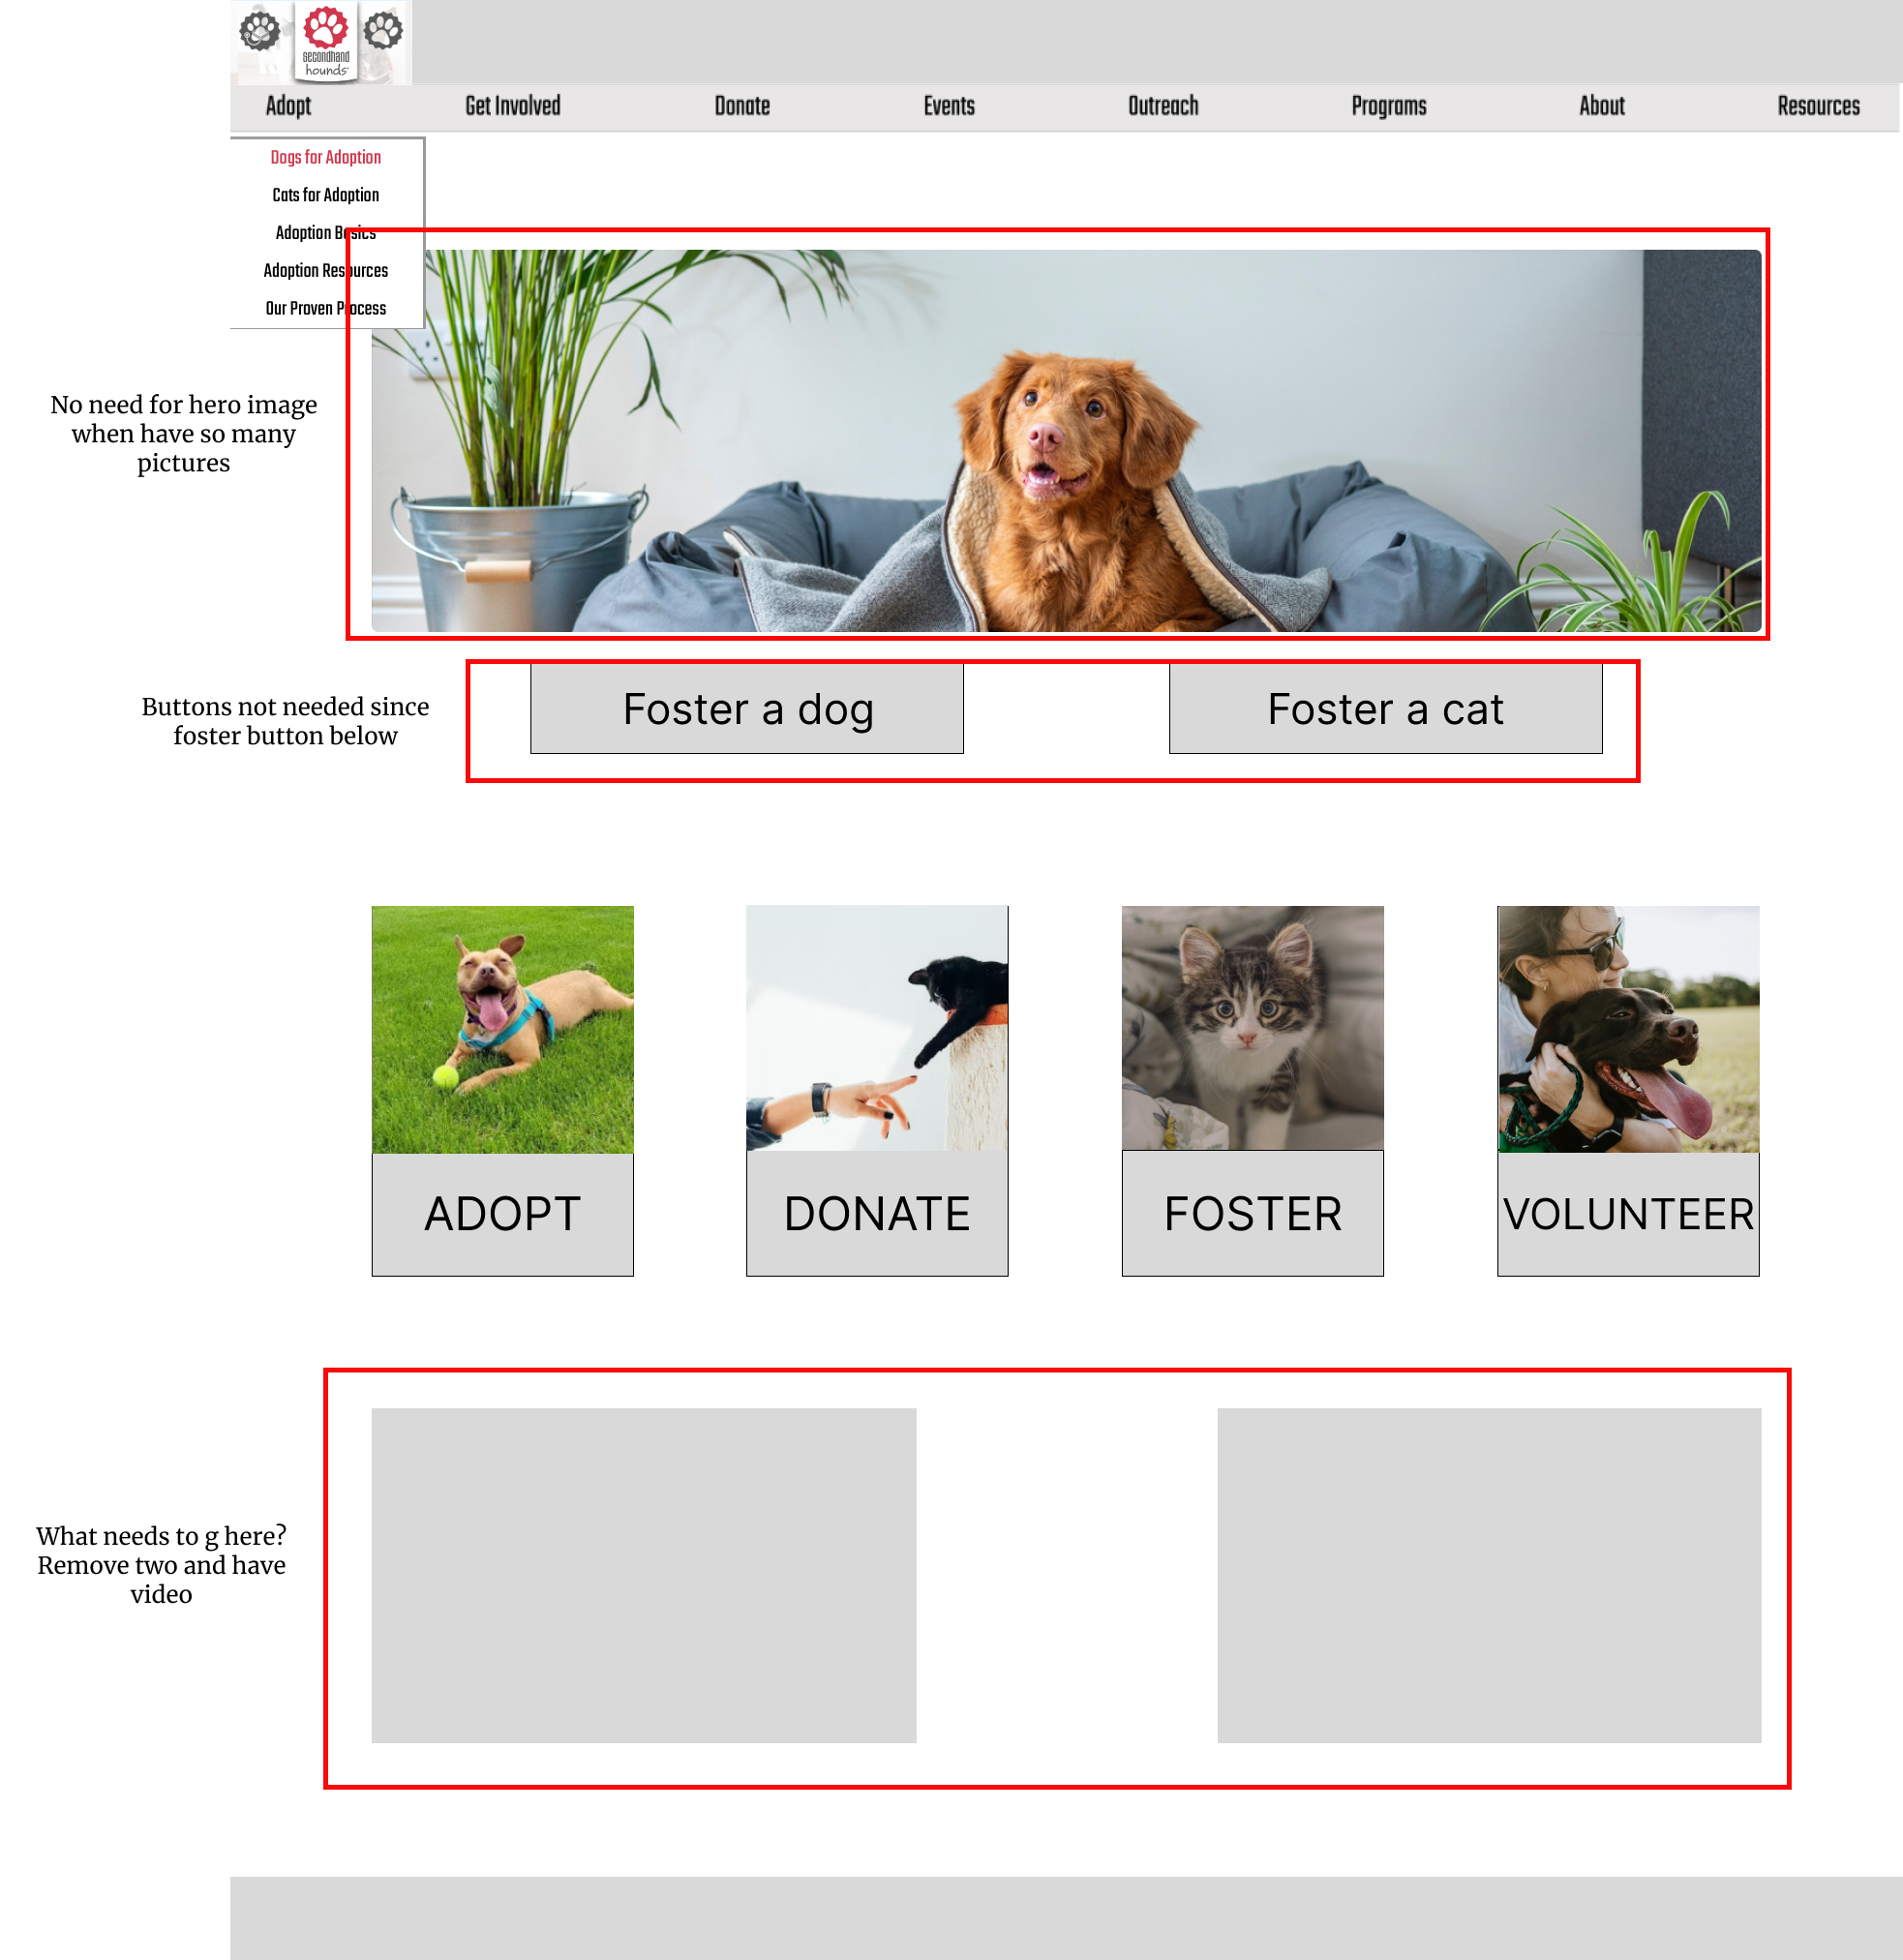 secondhand
hounds
Adopt Get Involved Donate Events Outreach Programs About Resources
Dogs for Adoption
Cats for Adoption
Adoption Basics
Adoption Resources
Our Proven Process
No need for hero image
when have so many
pictures
Buttons not needed since
foster button below
Foster a dog Foster a cat
ADOPT DONATE FOSTER VOLUNTEER
What needs to g here?
Remove two and have
video